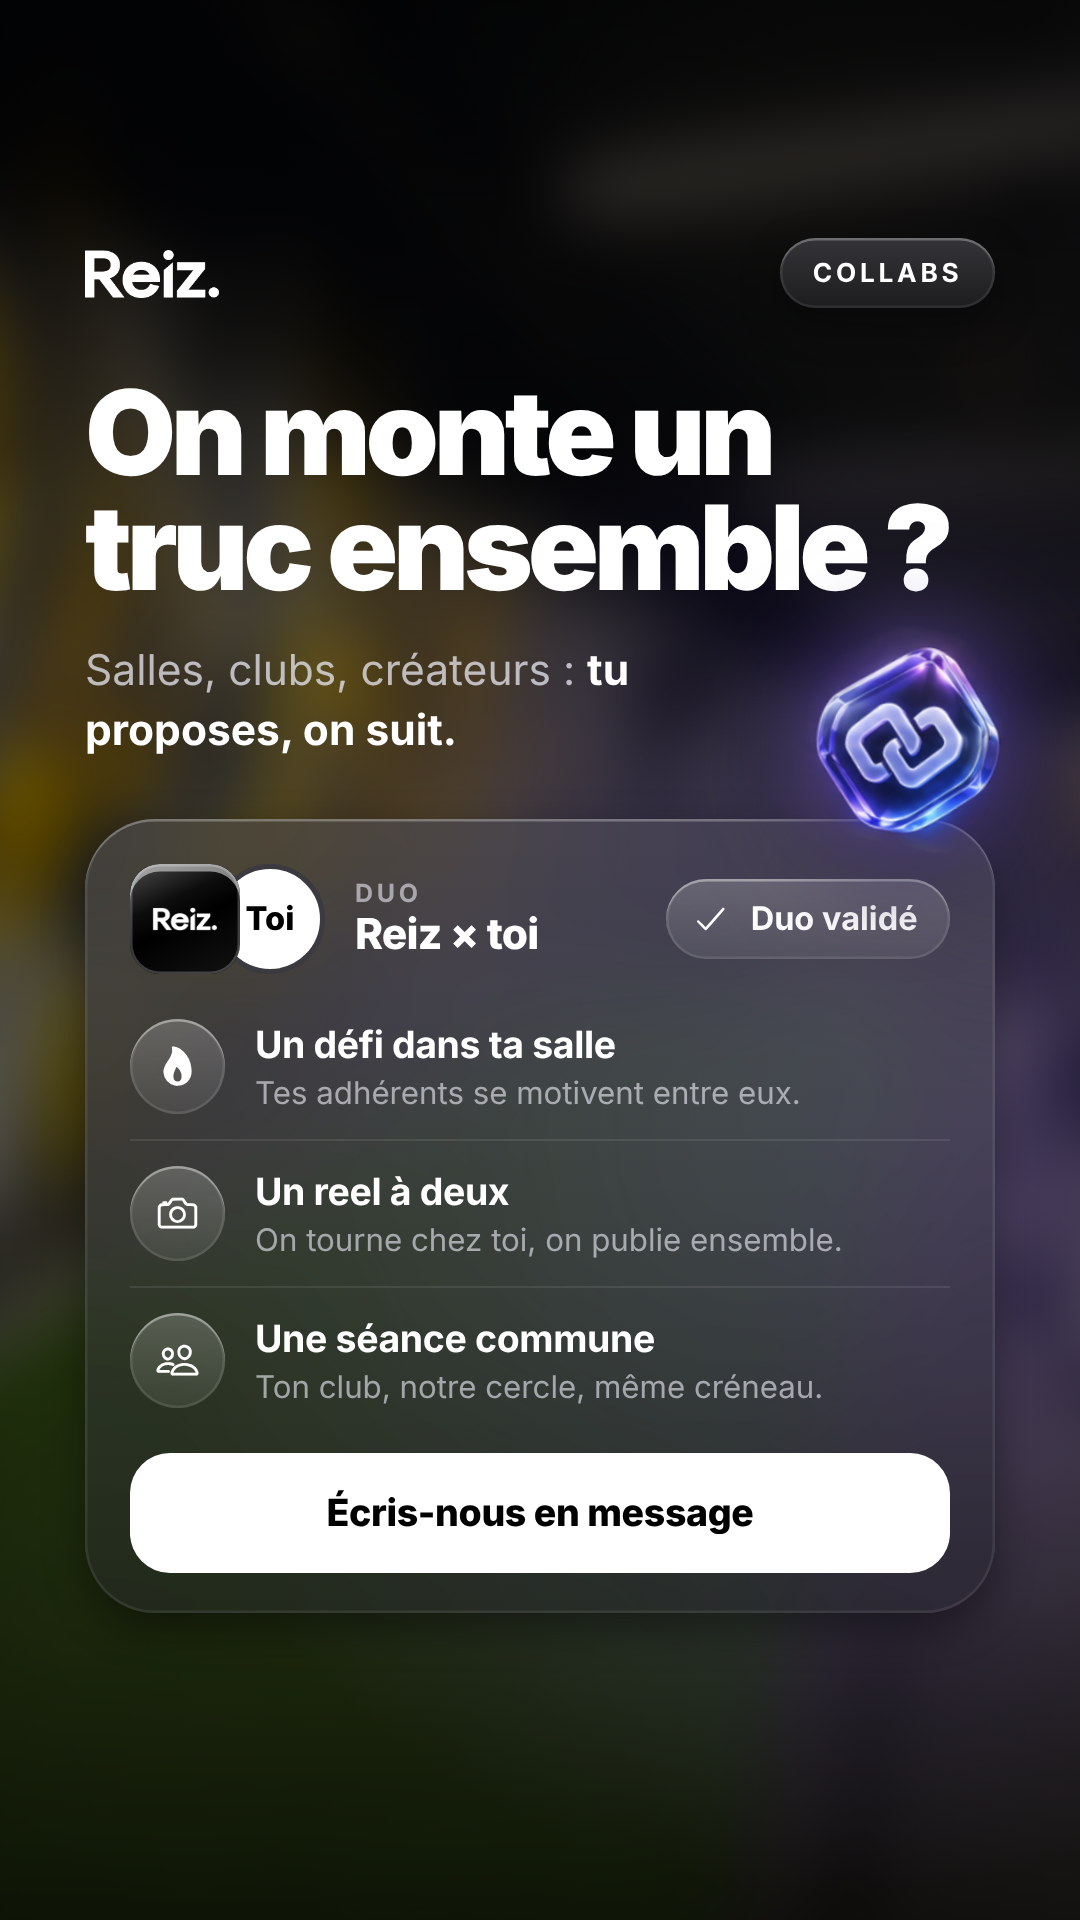 Reiz.
COLLABS
On monte un
truc ensemble ?
Salles, clubs, créateurs : tu
proposes, on suit.
Reiz.
Toi
DUO
Reiz × toi
Duo validé
Un défi dans ta salle
Tes adhérents se motivent entre eux.
Un reel à deux
On tourne chez toi, on publie ensemble.
Une séance commune
Ton club, notre cercle, même créneau.
Écris-nous en message